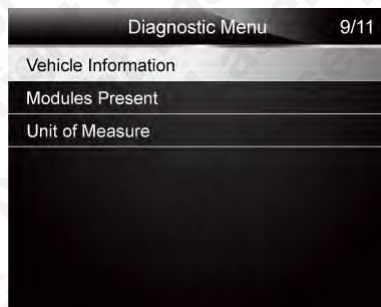 Diagnostic Menu 9/11
Vehicle Information
Modules Present
Unit of Measure